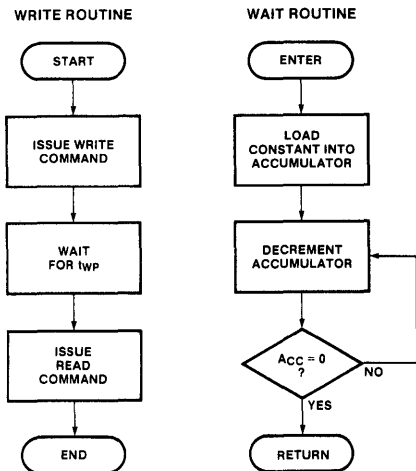 WRITE ROUTINE
START
ISSUE WRITE
COMMAND
WAIT
FOR tWP
ISSUE
READ
COMMAND
END
WAIT ROUTINE
ENTER
LOAD
CONSTANT INTO
ACCUMULATOR
DECREMENT
ACCUMULATOR
ACC = 0
?
NO
YES
RETURN